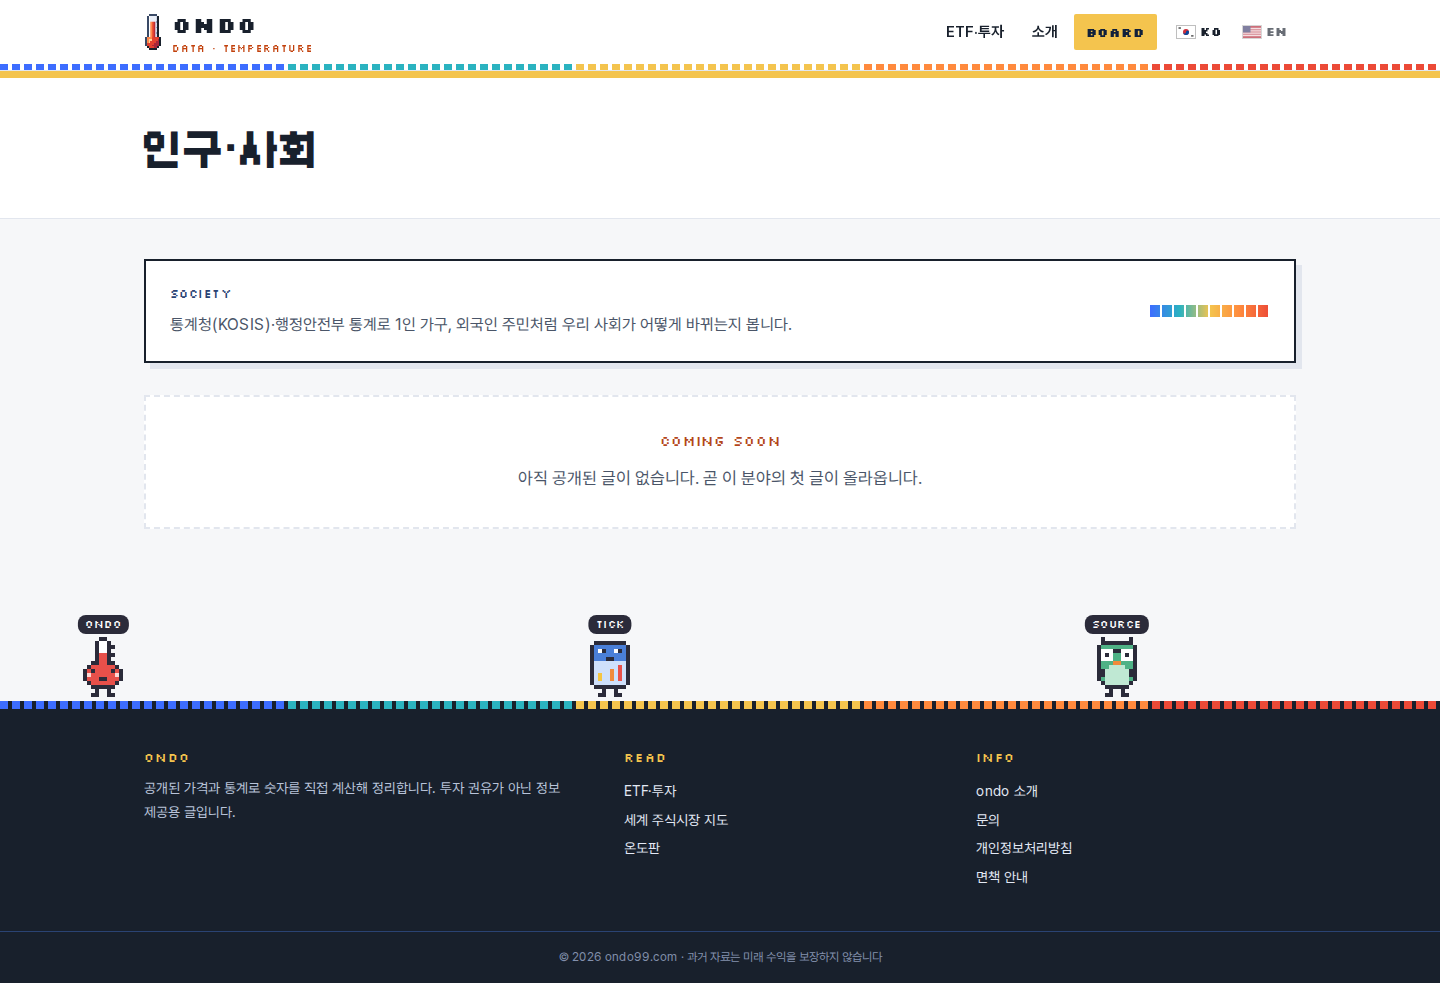 ONDO
DATA · TEMPERATURE
ETF·투자
소개
BOARD
KO
EN
인구·사회
SOCIETY
통계청(KOSIS)·행정안전부 통계로 1인 가구, 외국인 주민처럼 우리 사회가 어떻게 바뀌는지 봅니다.
COMING SOON
아직 공개된 글이 없습니다. 곧 이 분야의 첫 글이 올라옵니다.
ONDO
TICK
SOURCE
ONDO
공개된 가격과 통계로 숫자를 직접 계산해 정리합니다. 투자 권유가 아닌 정보
제공용 글입니다.
READ
ETF·투자
세계 주식시장 지도
온도판
INFO
ondo 소개
문의
개인정보처리방침
면책 안내
© 2026 ondo99.com · 과거 자료는 미래 수익을 보장하지 않습니다